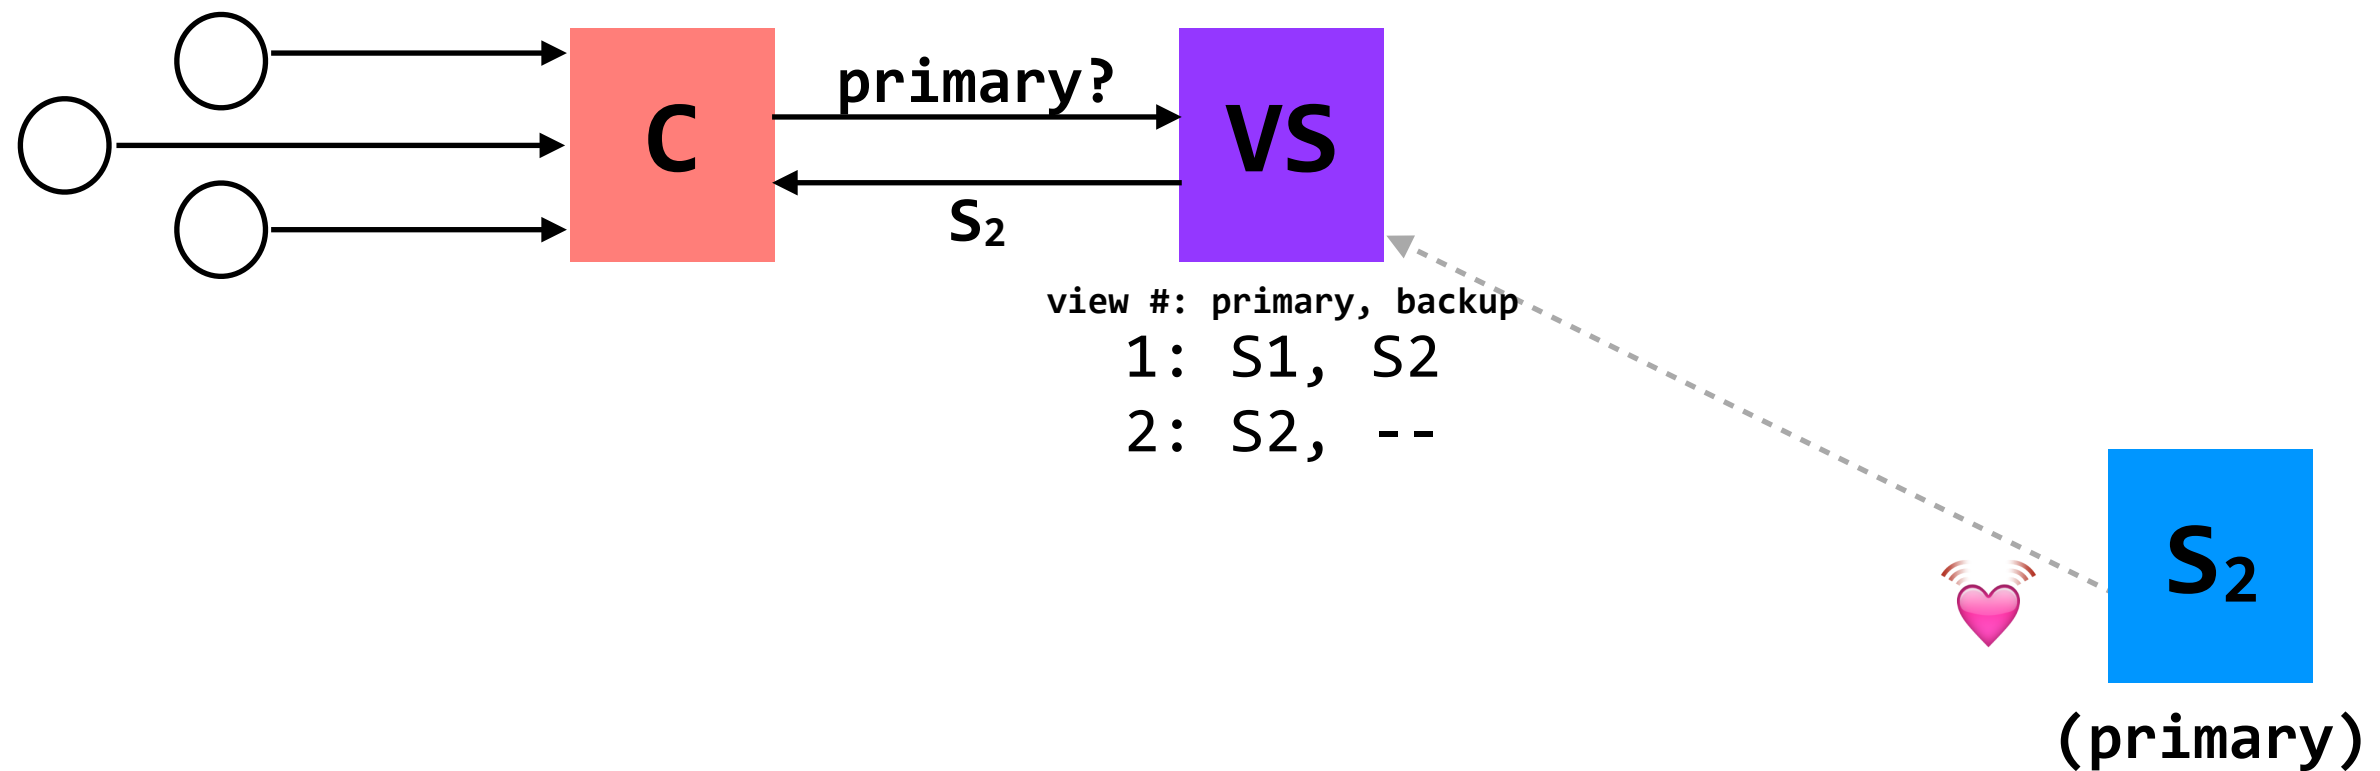 primary?
C
VS
S₂
view #: primary, backup
1: S1, S2
2: S2, --
S₂
(primary)